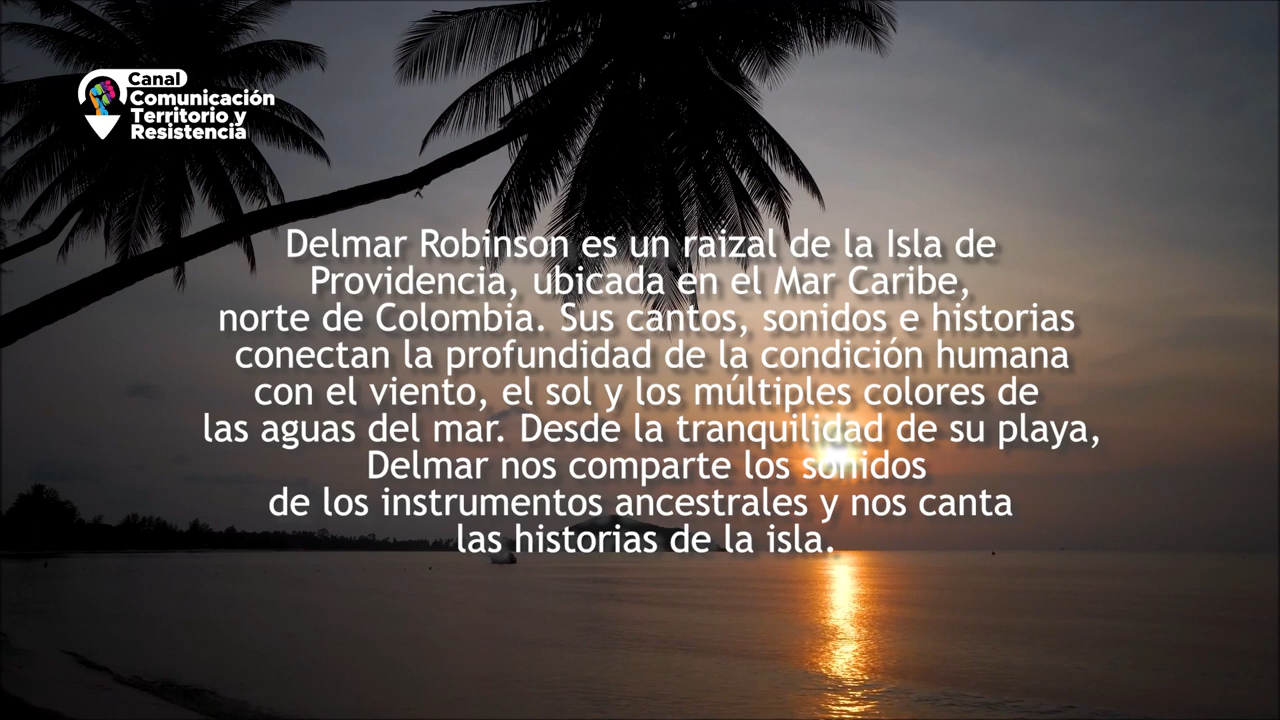 Canal
Comunicación
Territorio y
Resistencia
Delmar Robinson es un raizal de la Isla de
Providencia, ubicada en el Mar Caribe,
norte de Colombia. Sus cantos, sonidos e historias
conectan la profundidad de la condición humana
con el viento, el sol y los múltiples colores de
las aguas del mar. Desde la tranquilidad de su playa,
Delmar nos comparte los sonidos
de los instrumentos ancestrales y nos canta
las historias de la isla.